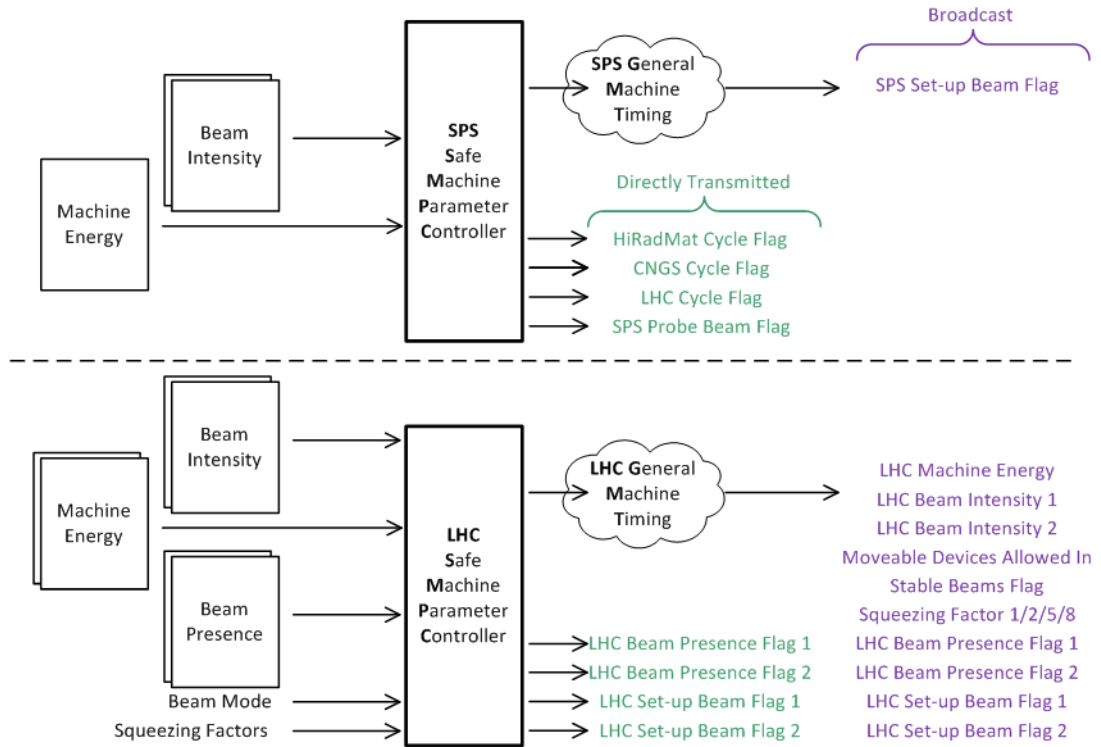 Broadcast
SPS Set-up Beam Flag
SPS General
Machine
Timing
Beam
Intensity
Machine
Energy
SPS
Safe
Machine
Parameter
Controller
Directly Transmitted
HiRadMat Cycle Flag
CNGS Cycle Flag
LHC Cycle Flag
SPS Probe Beam Flag
Beam
Intensity
Machine
Energy
Beam
Presence
Beam Mode
Squeezing Factors
LHC
Safe
Machine
Parameter
Controller
LHC General
Machine
Timing
LHC Beam Presence Flag 1
LHC Beam Presence Flag 2
LHC Set-up Beam Flag 1
LHC Set-up Beam Flag 2
LHC Machine Energy
LHC Beam Intensity 1
LHC Beam Intensity 2
Moveable Devices Allowed In
Stable Beams Flag
Squeezing Factor 1/2/5/8
LHC Beam Presence Flag 1
LHC Beam Presence Flag 2
LHC Set-up Beam Flag 1
LHC Set-up Beam Flag 2